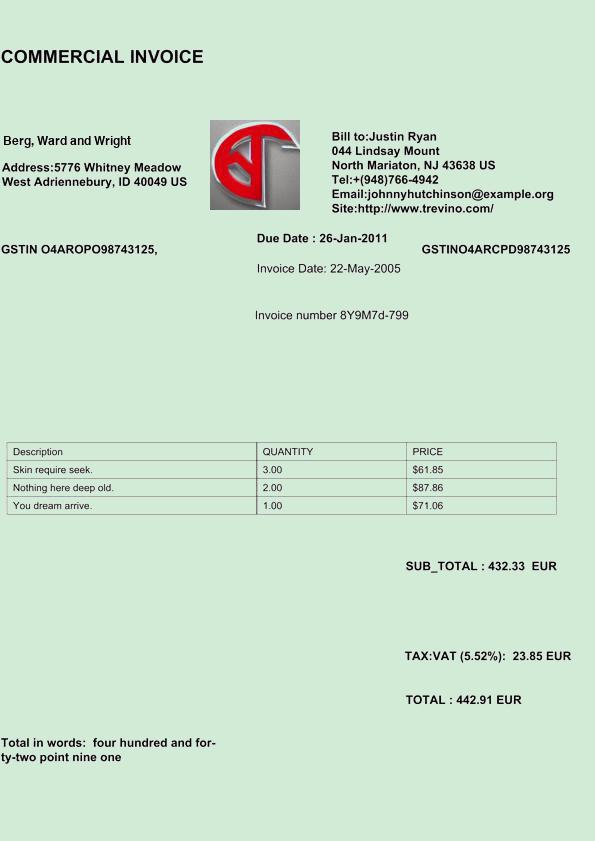 COMMERCIAL INVOICE
Berg, Ward and Wright
Address:5776 Whitney Meadow
West Adriennebury, ID 40049 US
Bill to:Justin Ryan
044 Lindsay Mount
North Mariaton, NJ 43638 US
Tel:+(948)766-4942
Email:johnnyhutchinson@example.org
Site:http://www.trevino.com/
GSTIN O4AROPO98743125,
Due Date : 26-Jan-2011
GSTINO4ARCPD98743125
Invoice Date: 22-May-2005
Invoice number 8Y9M7d-799
Description QUANTITY PRICE
Skin require seek. 3.00 $61.85
Nothing here deep old. 2.00 $87.86
You dream arrive. 1.00 $71.06
SUB_TOTAL : 432.33 EUR
TAX:VAT (5.52%): 23.85 EUR
TOTAL : 442.91 EUR
Total in words: four hundred and for-
ty-two point nine one